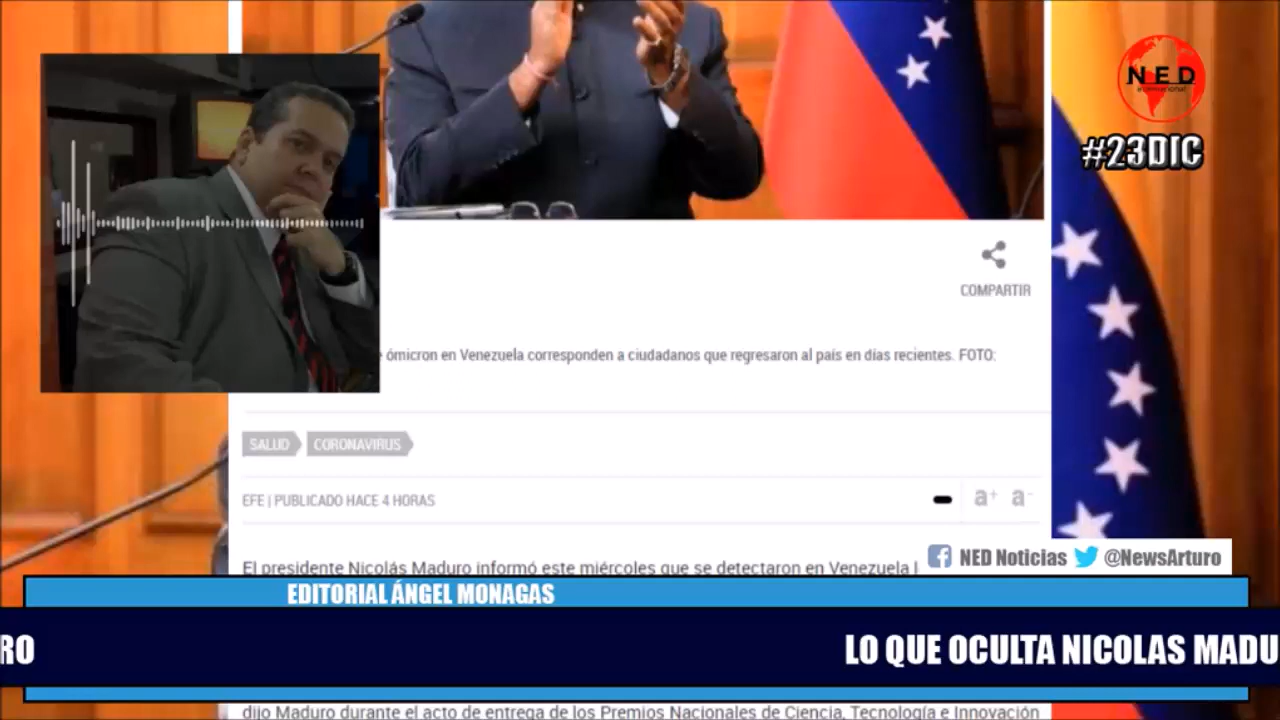 N.E.D
International
#23DIC
COMPARTIR
ómicron en Venezuela corresponden a ciudadanos que regresaron al país en días recientes. FOTO:
SALUD CORONAVIRUS
EFE | PUBLICADO HACE 4 HORAS
a+ a-
El presidente Nicolás Maduro informó este miércoles que se detectaron en Venezuela l
NED Noticias @NewsArturo
EDITORIAL ÁNGEL MONAGAS
RO LO QUE OCULTA NICOLAS MADU
dijo Maduro durante el acto de entrega de los Premios Nacionales de Ciencia, Tecnología e Innovación